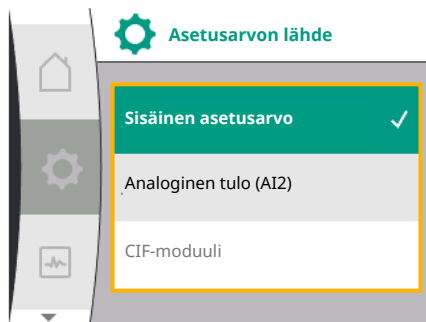 Asetusarvon lähde
Sisäinen asetusarvo
Analoginen tulo (AI2)
CIF-moduuli